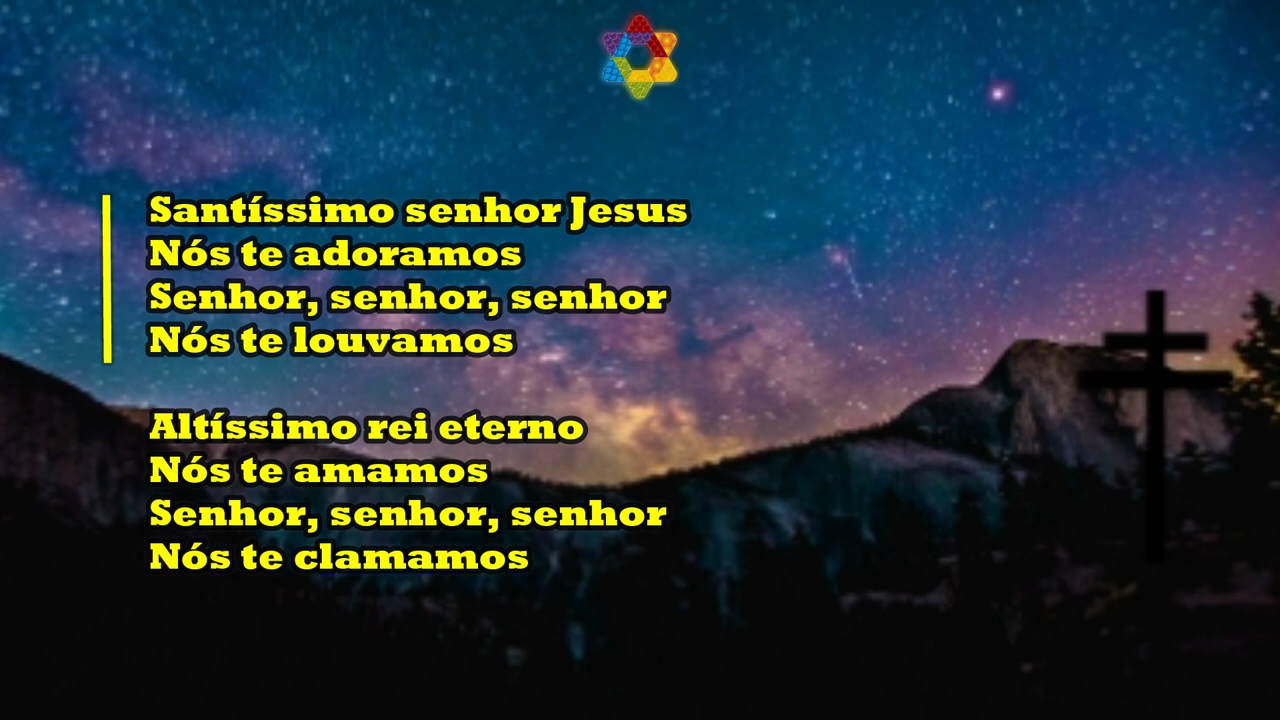 Santíssimo senhor Jesus
Nós te adoramos
Senhor, senhor, senhor
Nós te louvamos
Altíssimo rei eterno
Nós te amamos
Senhor, senhor, senhor
Nós te clamamos